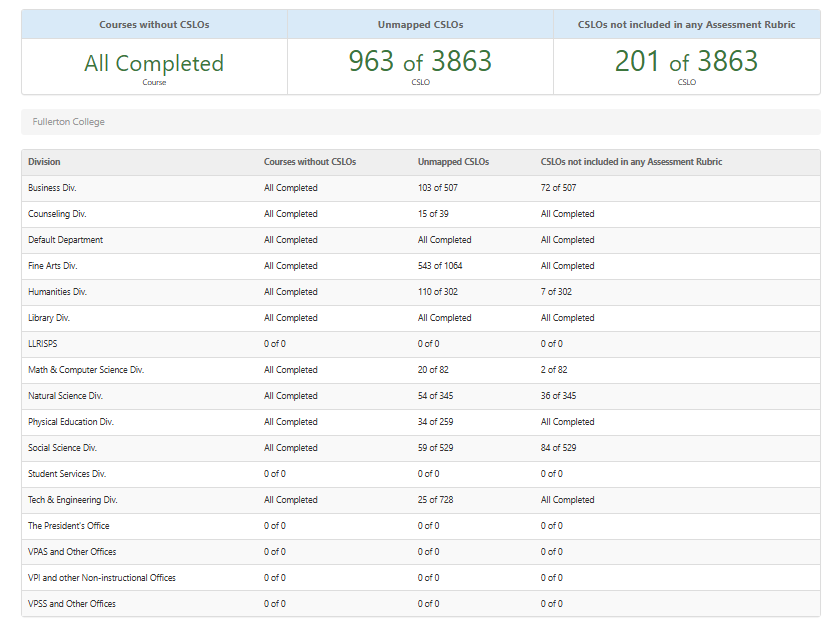 Courses without CSLOs Unmapped CSLOs CSLOs not included in any Assessment Rubric
All Completed 963 of 3863 201 of 3863
Course CSLO CSLO
Fullerton College
Division Courses without CSLOs Unmapped CSLOs CSLOs not included in any Assessment Rubric
Business Div. All Completed 103 of 507 72 of 507
Counseling Div. All Completed 15 of 39 All Completed
Default Department All Completed All Completed All Completed
Fine Arts Div. All Completed 543 of 1064 All Completed
Humanities Div. All Completed 110 of 302 7 of 302
Library Div. All Completed All Completed All Completed
LLRISPS 0 of 0 0 of 0 0 of 0
Math & Computer Science Div. All Completed 20 of 82 2 of 82
Natural Science Div. All Completed 54 of 345 36 of 345
Physical Education Div. All Completed 34 of 259 All Completed
Social Science Div. All Completed 59 of 529 84 of 529
Student Services Div. 0 of 0 0 of 0 0 of 0
Tech & Engineering Div. All Completed 25 of 728 All Completed
The President's Office 0 of 0 0 of 0 0 of 0
VPAS and Other Offices 0 of 0 0 of 0 0 of 0
VPI and other Non-instructional Offices 0 of 0 0 of 0 0 of 0
VPSS and Other Offices 0 of 0 0 of 0 0 of 0